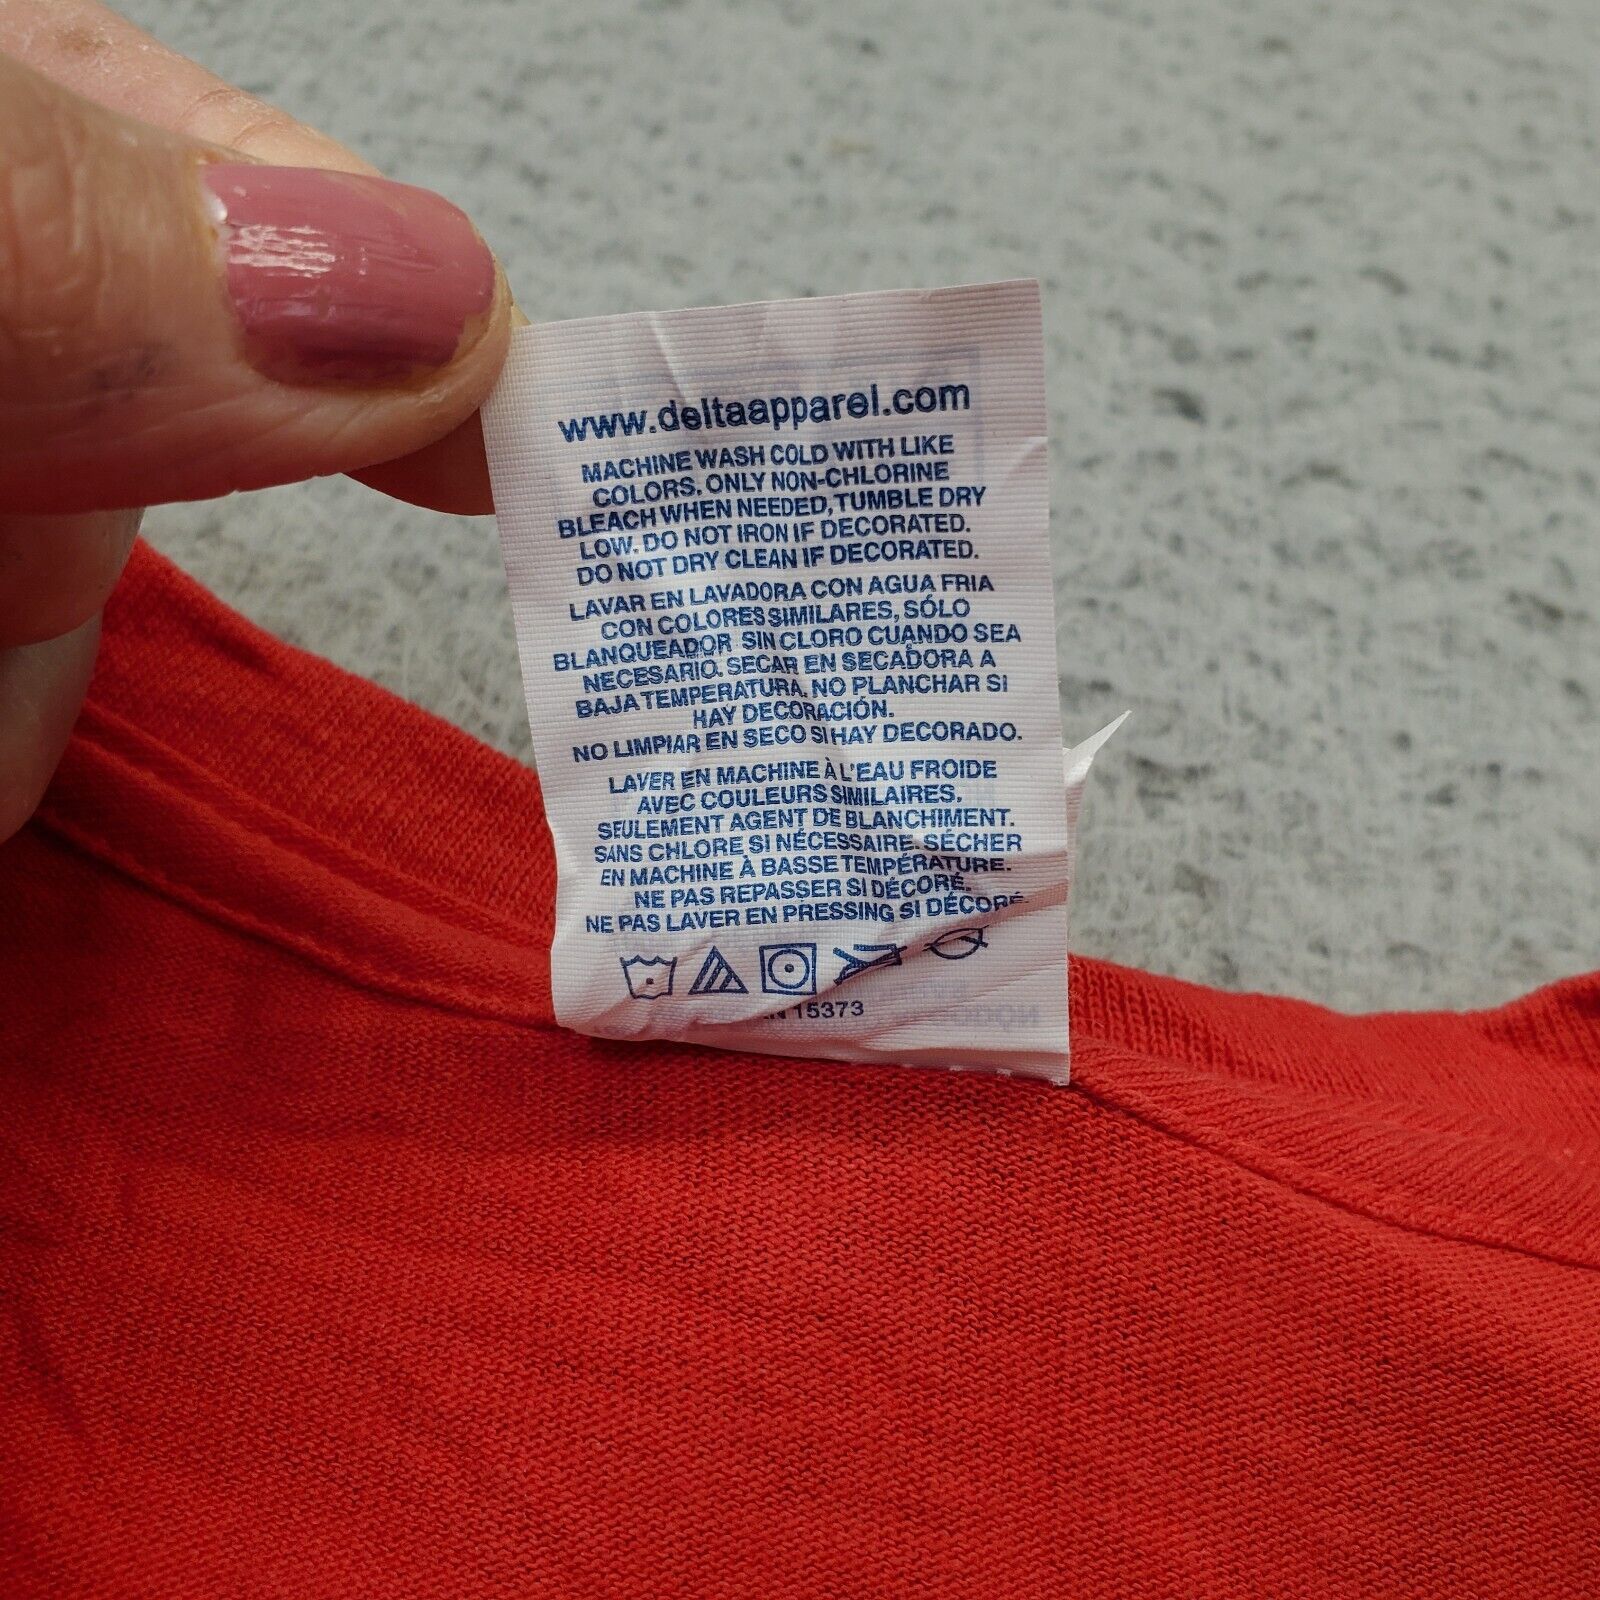 www.deltaapparel.com
MACHINE WASH COLD WITH LIKE
COLORS, ONLY NON-CHLORINE
BLEACH WHEN NEEDED, TUMBLE DRY
LOW. DO NOT IRON IF DECORATED.
DO NOT DRY CLEAN IF DECORATED.
LAVAR EN LAVADORA CON AGUA FRIA
CON COLORES SIMILARES, SÓLO
BLANQUEADOR SIN CLORO CUANDO SEA
NECESARIO. SECAR EN SECADORA A
BAJA TEMPERATURA. NO PLANCHAR SI
HAY DECORACIÓN.
NO LIMPIAR EN SECO SI HAY DECORADO.
LAVER EN MACHINE À L'EAU FROIDE
AVEC COULEURS SIMILAIRES,
SEULEMENT AGENT DE BLANCHIMENT.
SANS CHLORE SI NÉCESSAIRE. SÉCHER
EN MACHINE À BASSE TEMPÉRATURE.
NE PAS REPASSER SI DÉCORÉ.
NE PAS LAVER EN PRESSING SI DÉCORÉ.
15373